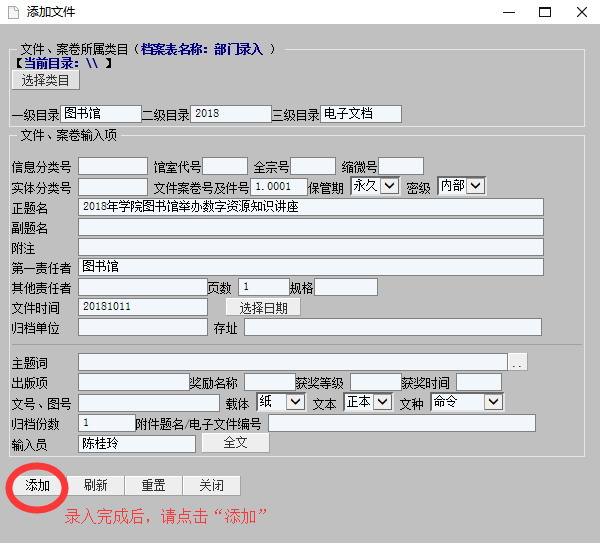 添加文件
文件、案卷所属类目（档案表名称：部门录入 ）
【当前目录：\\ 】
选择类目
一级目录 图书馆 二级目录 2018 三级目录 电子文档
文件、案卷输入项
信息分类号 馆室代号 全宗号 缩微号
实体分类号 文件案卷号及件号 1.0001 保管期 永久 密级 内部
正题名 2018年学院图书馆举办数字资源知识讲座
副题名
附注
第一责任者 图书馆
其他责任者 页数 1 规格
文件时间 20181011 选择日期
归档单位 存址
主题词 ..
出版项 奖励名称 获奖等级 获奖时间
文号、图号 载体 纸 文本 正本 文种 命令
归档份数 1 附件题名/电子文件编号
输入员 陈桂玲 全文
添加 刷新 重置 关闭
录入完成后，请点击“添加”